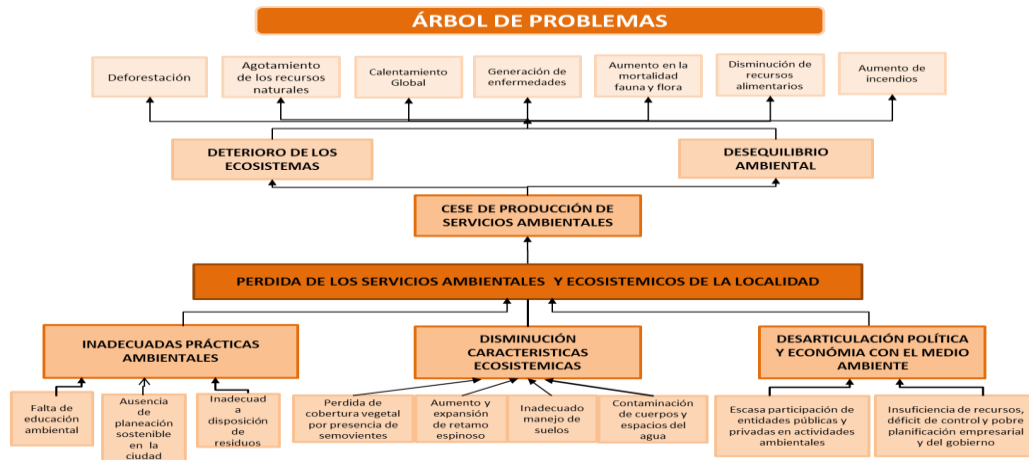 ÁRBOL DE PROBLEMAS
Deforestación
Agotamiento
de los recursos
naturales
Calentamiento
Global
Generación de
enfermedades
Aumento en la
mortalidad
fauna y flora
Disminución de
recursos
alimentarios
Aumento de
incendios
DETERIORO DE LOS
ECOSISTEMAS
DESEQUILIBRIO
AMBIENTAL
CESE DE PRODUCCIÓN DE
SERVICIOS AMBIENTALES
PERDIDA DE LOS SERVICIOS AMBIENTALES Y ECOSISTEMICOS DE LA LOCALIDAD
INADECUADAS PRÁCTICAS
AMBIENTALES
DISMINUCIÓN
CARACTERISTICAS
ECOSISTEMICAS
DESARTICULACIÓN POLÍTICA
Y ECONÓMIA CON EL MEDIO
AMBIENTE
Falta de
educación
ambiental
Ausencia
de
planeación
sostenible
en la
ciudad
Inadecuad
a
disposición
de
residuos
Perdida de
cobertura vegetal
por presencia de
semovientes
Aumento y
expansión
de retamo
espinoso
Inadecuado
manejo de
suelos
Contaminación
de cuerpos y
espacios del
agua
Escasa participación de
entidades públicas y
privadas en actividades
ambientales
Insuficiencia de recursos,
déficit de control y pobre
planificación empresarial
y del gobierno